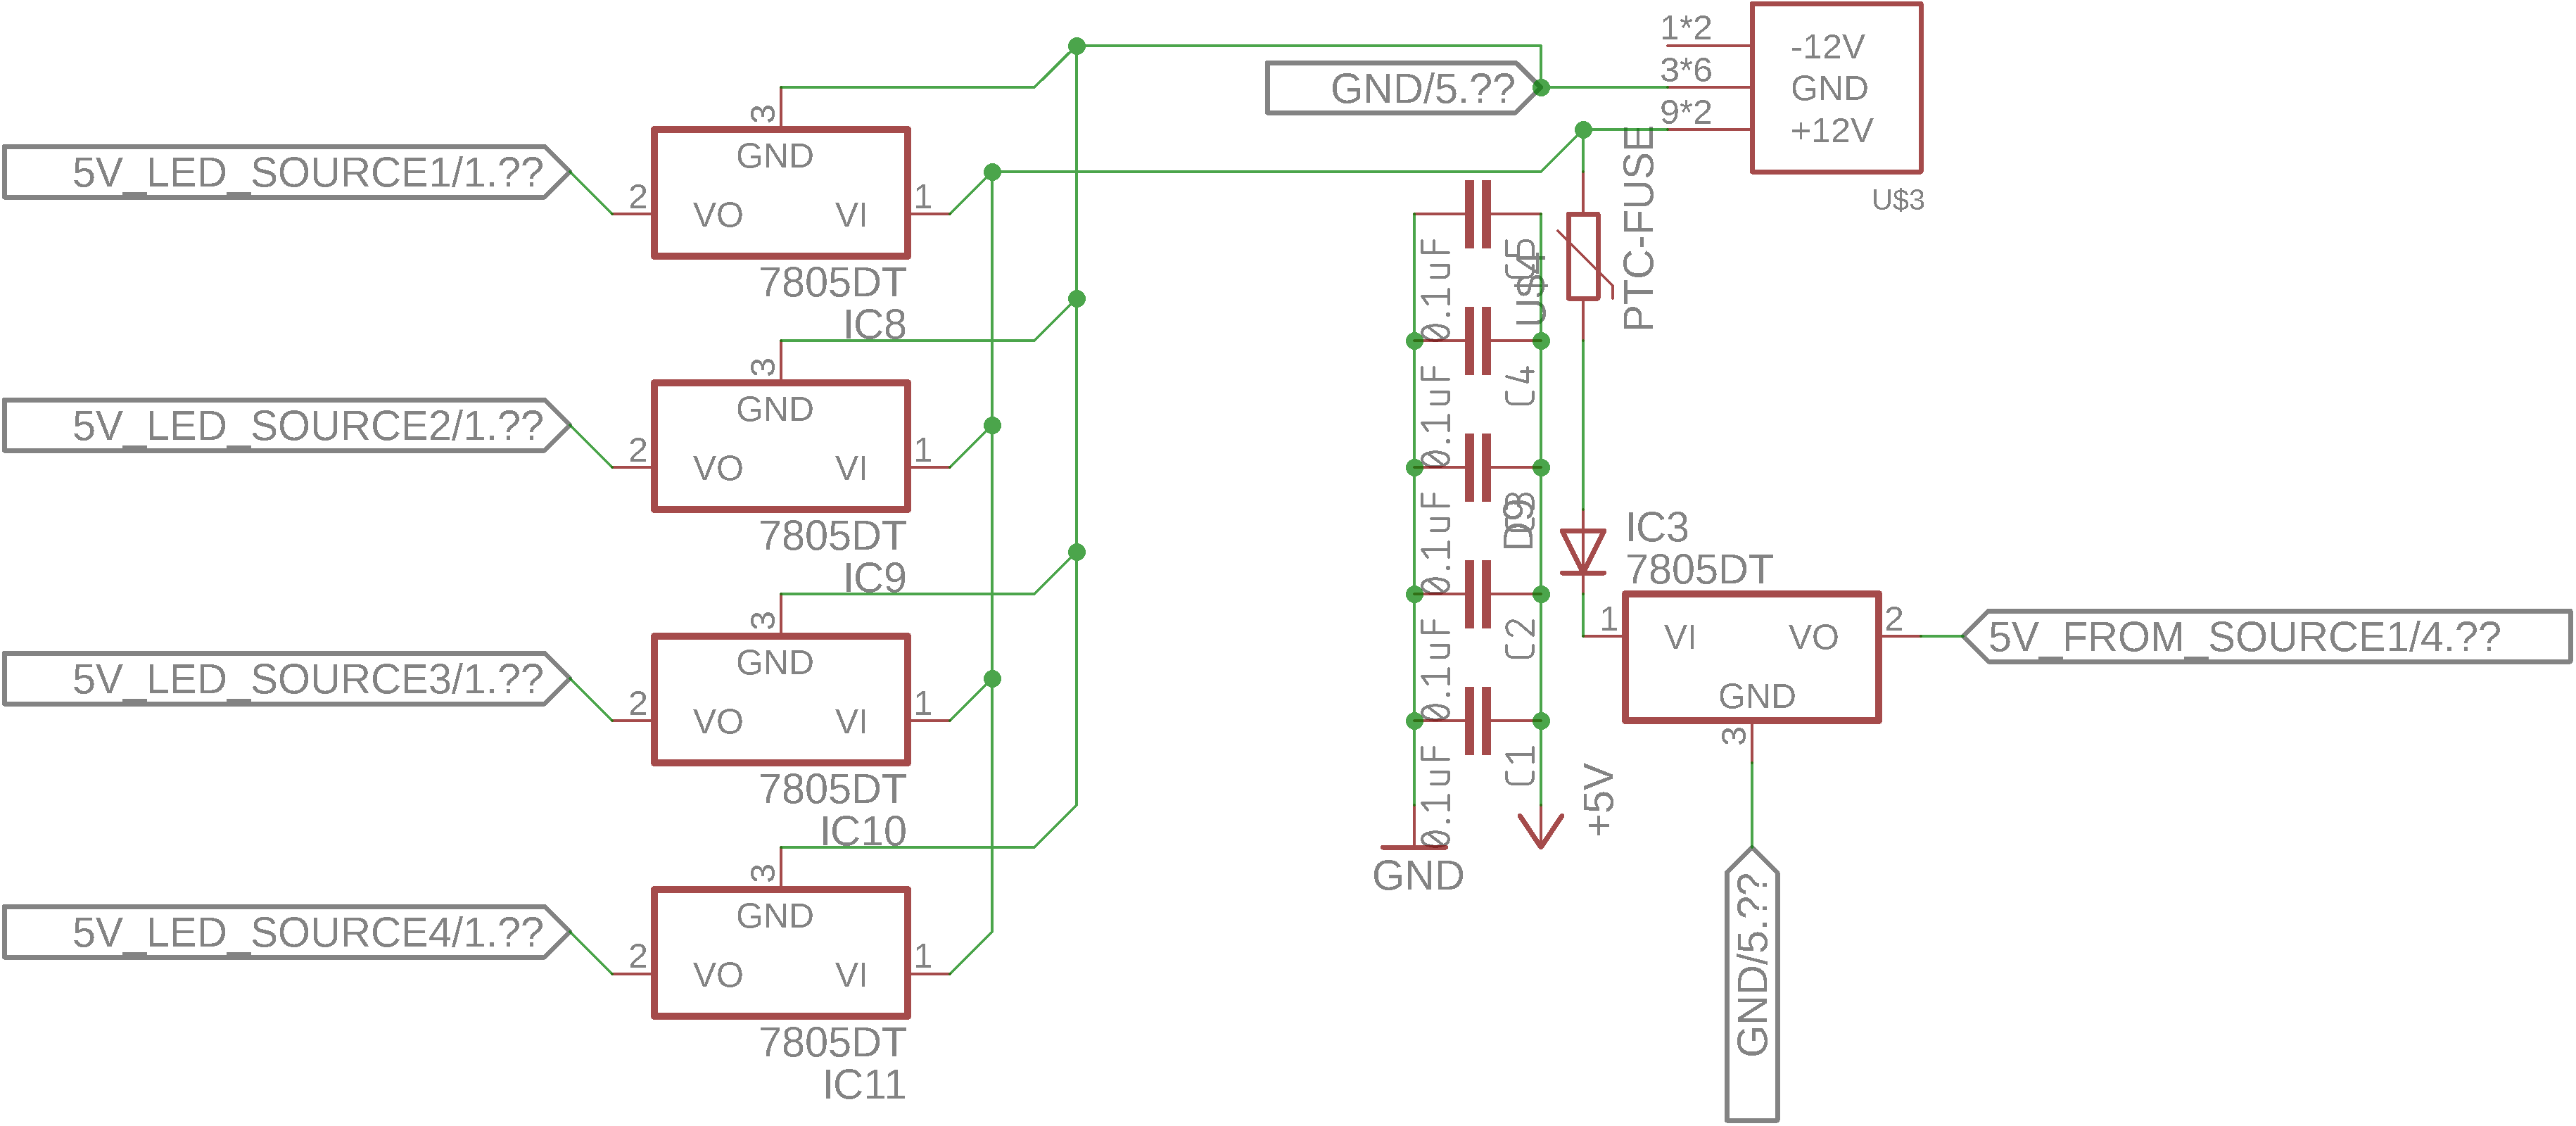 1*2
-12V
3*6
GND
9*2
+12V
U$3
GND/5.??
PTC-FUSE
U$4
5V_LED_SOURCE1/1.??
3
GND
2
VO
VI
1
7805DT
IC8
5V_LED_SOURCE2/1.??
3
GND
2
VO
VI
1
7805DT
IC9
5V_LED_SOURCE3/1.??
3
GND
2
VO
VI
1
7805DT
IC10
5V_LED_SOURCE4/1.??
3
GND
2
VO
VI
1
7805DT
IC11
0.1uF
C5
0.1uF
C4
0.1uF
C3
D9
0.1uF
C2
0.1uF
C1
GND
+5V
IC3
7805DT
1
VI
VO
2
GND
3
5V_FROM_SOURCE1/4.??
GND/5.??